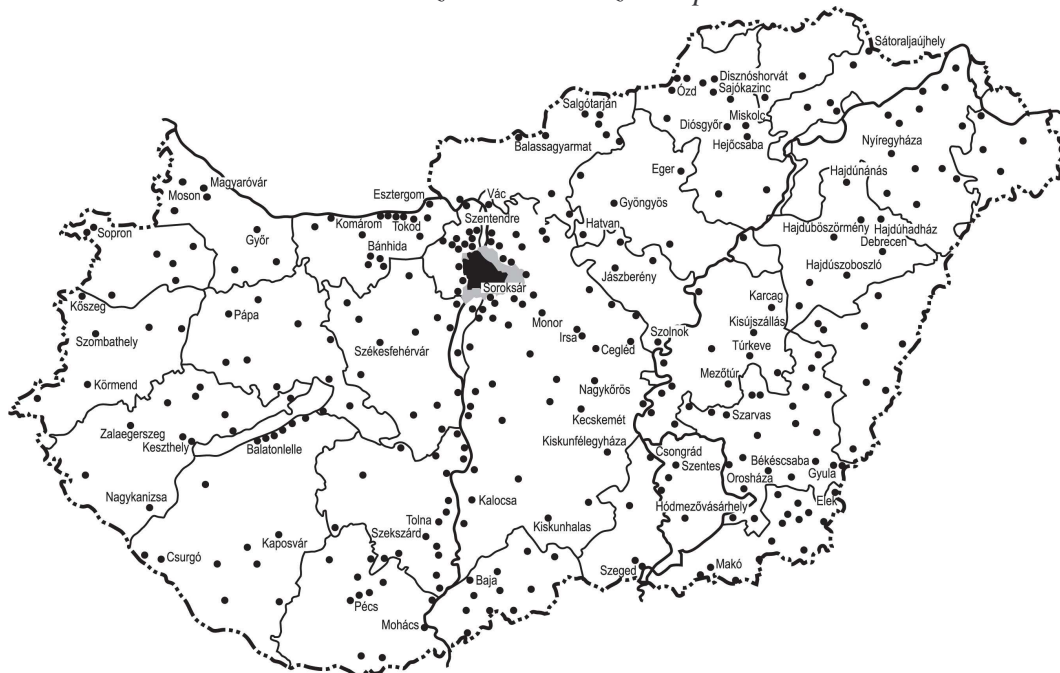 Sátoraljaújhely
Disznóshorvát
Ózd
Sajókazinc
Salgótarján
Miskolc
Diósgyőr
Balassagyarmat
Hejőcsaba
Nyíregyháza
Eger
Hajdúnánás
Magyaróvár
Moson
Esztergom
Vác
Gyöngyös
Szentendre
Komárom
Tokod
Hatvan
Sopron
Győr
Bánhida
Hajdúböszörmény
Hajdúhadház
Debrecen
Hajdúszoboszló
Jászberény
Soroksár
Kőszeg
Pápa
Karcag
Monor
Kisújszállás
Irsa
Szolnok
Szombathely
Székesfehérvár
Cegléd
Túrkeve
Körmend
Nagykőrös
Mezőtúr
Kecskemét
Szarvas
Zalaegerszeg
Keszthely
Balatonlelle
Kiskunfélegyháza
Csongrád
Szentes
Békéscsaba
Orosháza
Gyula
Nagykanizsa
Kalocsa
Elek
Hódmezővásárhely
Tolna
Kiskunhalas
Szekszárd
Kaposvár
Csurgó
Szeged
Makó
Baja
Pécs
Mohács